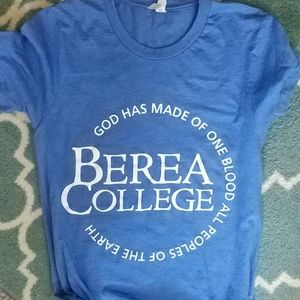 GOD HAS MADE OF ONE BLOOD ALL PEOPLES OF THE EARTH
BEREA
COLLEGE